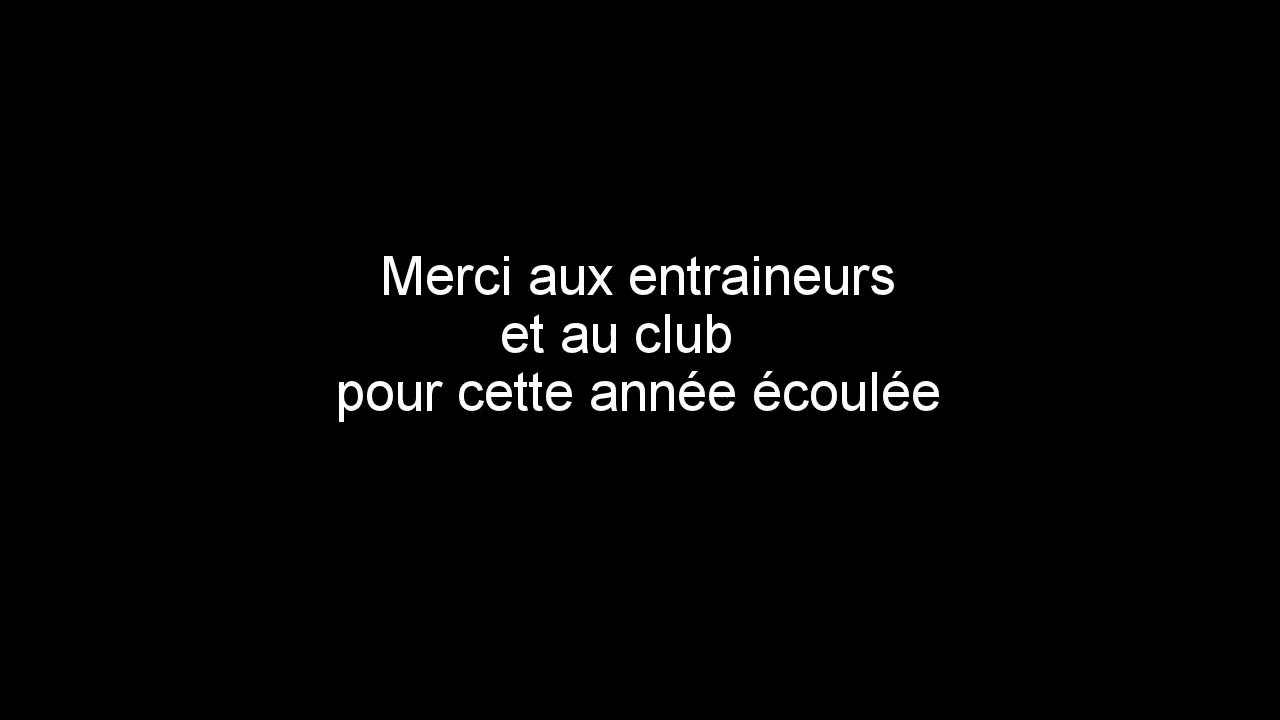 Merci aux entraineurs
et au club
pour cette année écoulée